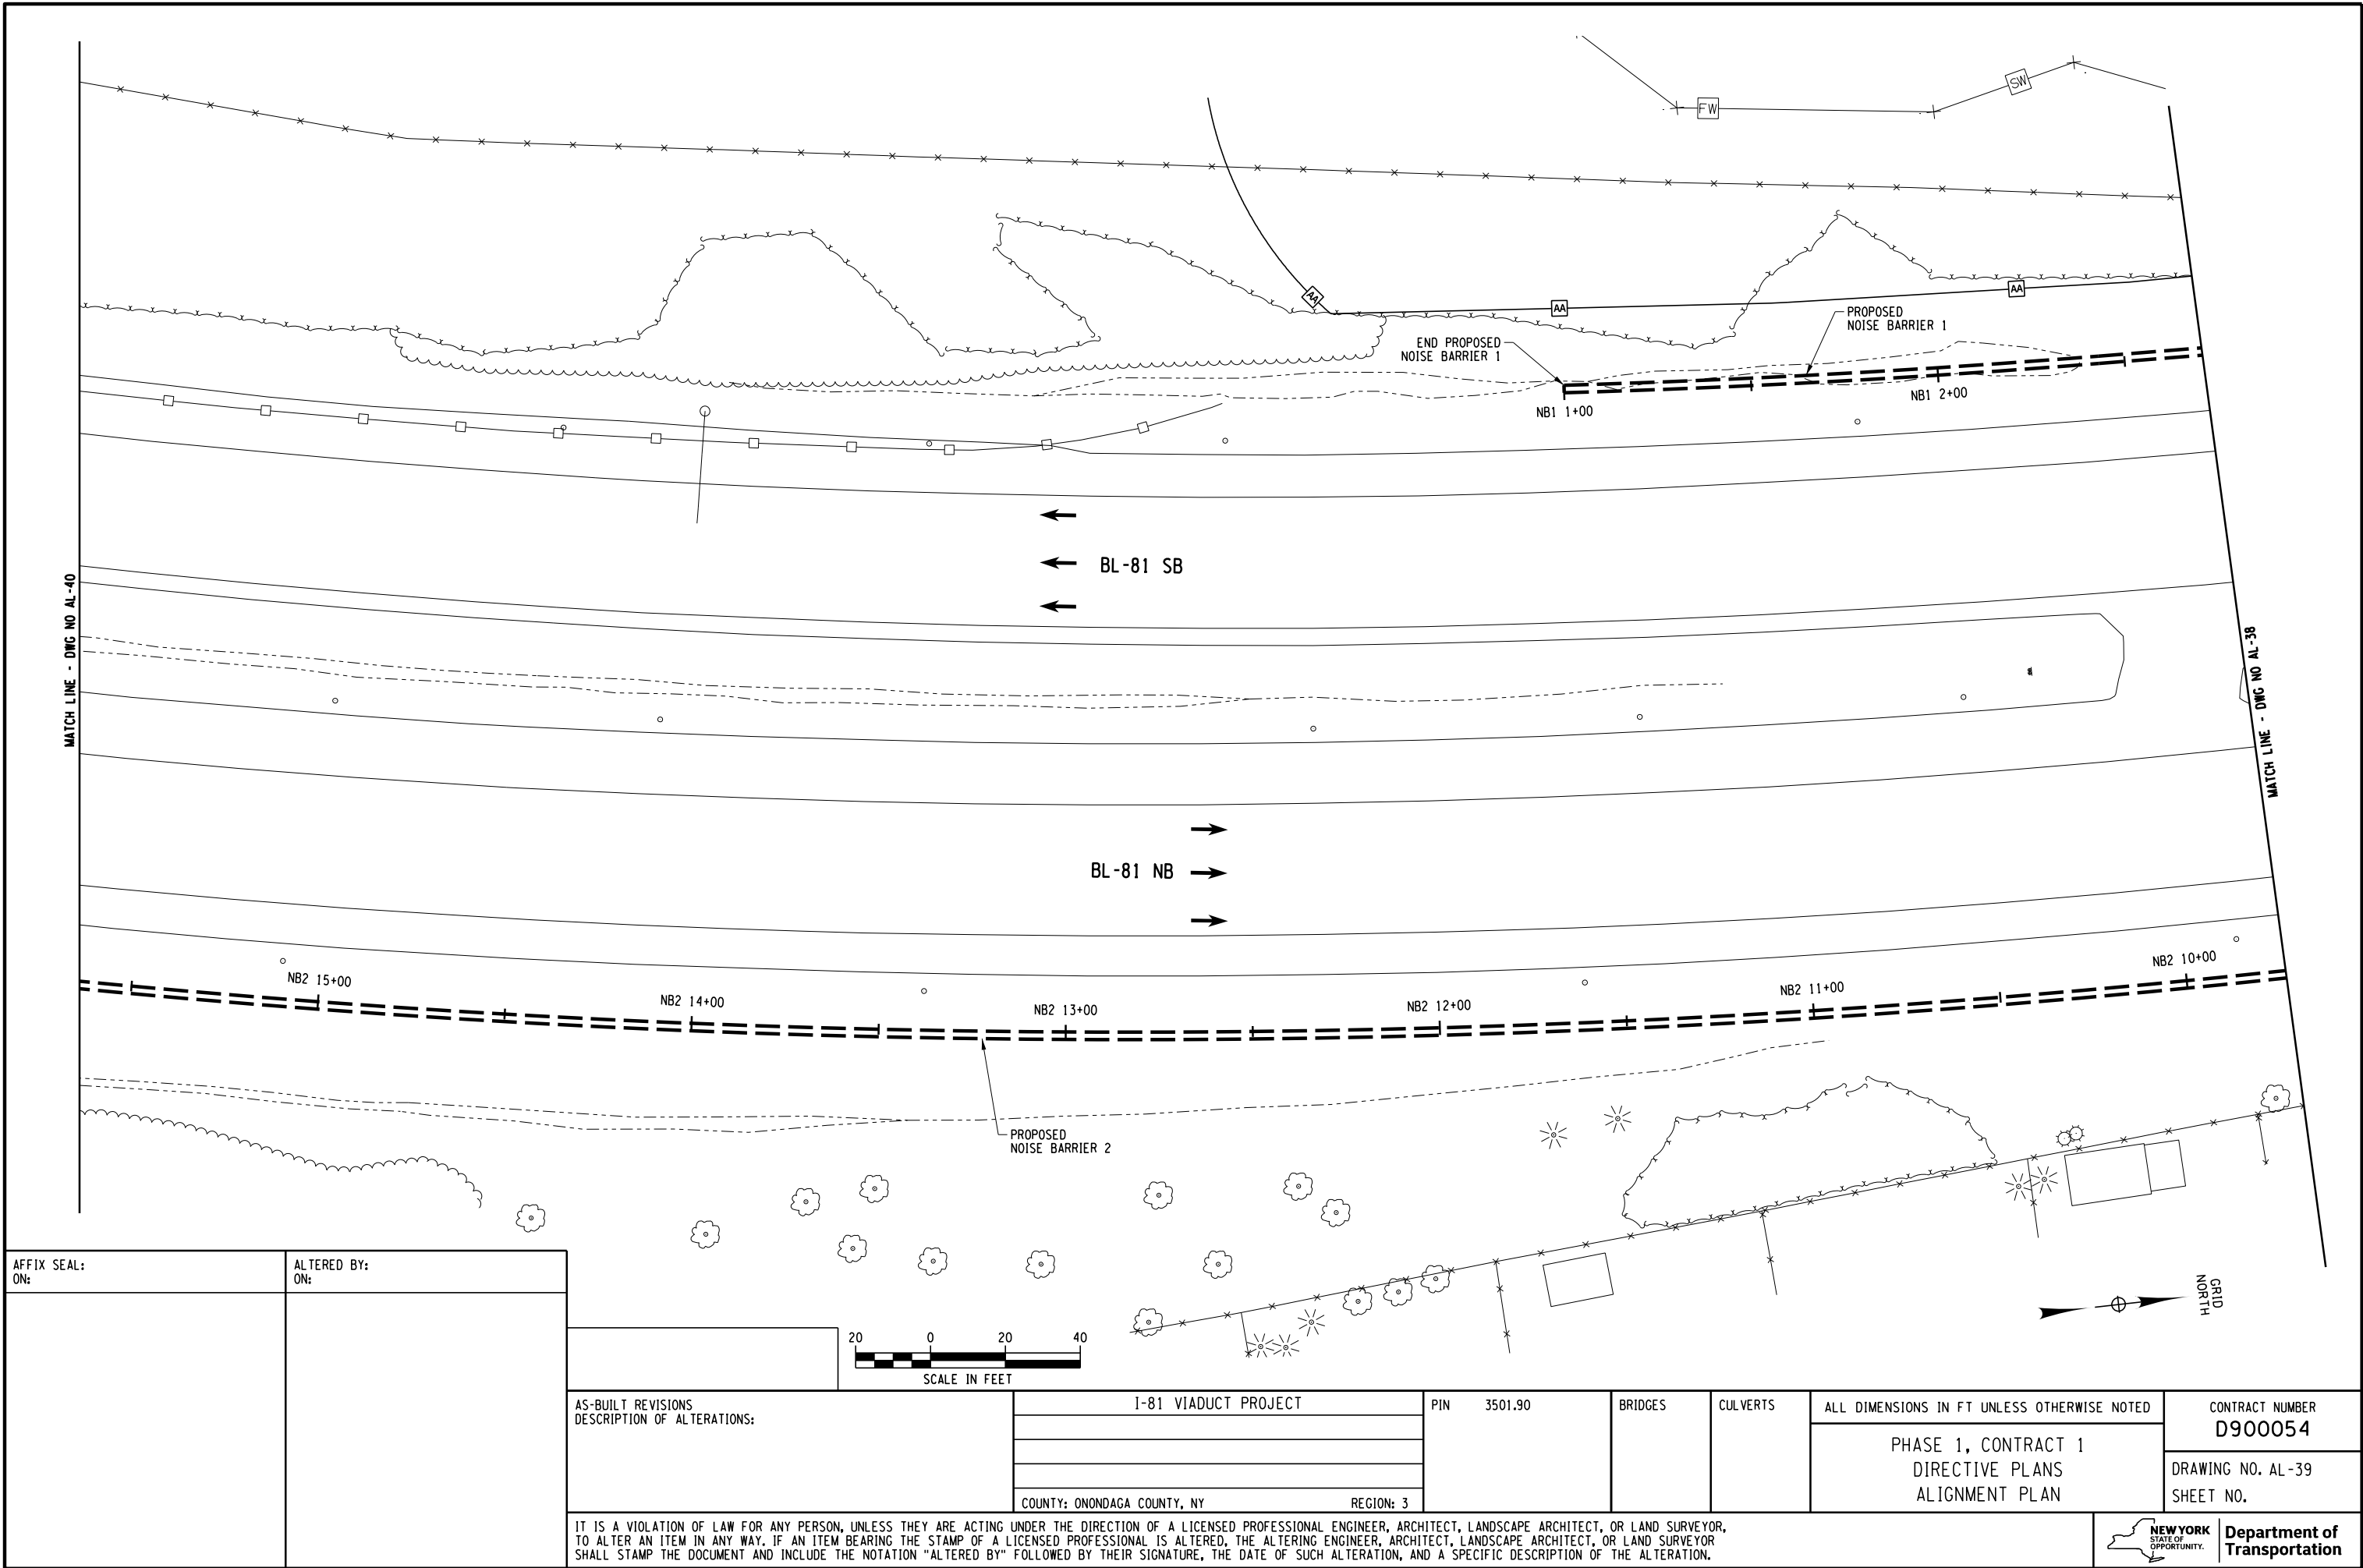 FW
SW
AA
AA
AA
PROPOSED
NOISE BARRIER 1
END PROPOSED
NOISE BARRIER 1
NB1 1+00
NB1 2+00
BL-81 SB
MATCH LINE - DWG NO AL-40
MATCH LINE - DWG NO AL-38
BL-81 NB
NB2 15+00
NB2 14+00
NB2 13+00
NB2 12+00
NB2 11+00
NB2 10+00
PROPOSED
NOISE BARRIER 2
GRID
NORTH
AFFIX SEAL:
ON:
ALTERED BY:
ON:
20 0 20 40
SCALE IN FEET
AS-BUILT REVISIONS
DESCRIPTION OF ALTERATIONS:
I-81 VIADUCT PROJECT
COUNTY: ONONDAGA COUNTY, NY REGION: 3
PIN 3501.90
BRIDGES
CULVERTS
ALL DIMENSIONS IN FT UNLESS OTHERWISE NOTED
PHASE 1, CONTRACT 1
DIRECTIVE PLANS
ALIGNMENT PLAN
CONTRACT NUMBER
D900054
DRAWING NO. AL-39
SHEET NO.
IT IS A VIOLATION OF LAW FOR ANY PERSON, UNLESS THEY ARE ACTING UNDER THE DIRECTION OF A LICENSED PROFESSIONAL ENGINEER, ARCHITECT, LANDSCAPE ARCHITECT, OR LAND SURVEYOR,
TO ALTER AN ITEM IN ANY WAY. IF AN ITEM BEARING THE STAMP OF A LICENSED PROFESSIONAL IS ALTERED, THE ALTERING ENGINEER, ARCHITECT, LANDSCAPE ARCHITECT, OR LAND SURVEYOR
SHALL STAMP THE DOCUMENT AND INCLUDE THE NOTATION "ALTERED BY" FOLLOWED BY THEIR SIGNATURE, THE DATE OF SUCH ALTERATION, AND A SPECIFIC DESCRIPTION OF THE ALTERATION.
NEW YORK
STATE OF
OPPORTUNITY.
Department of
Transportation